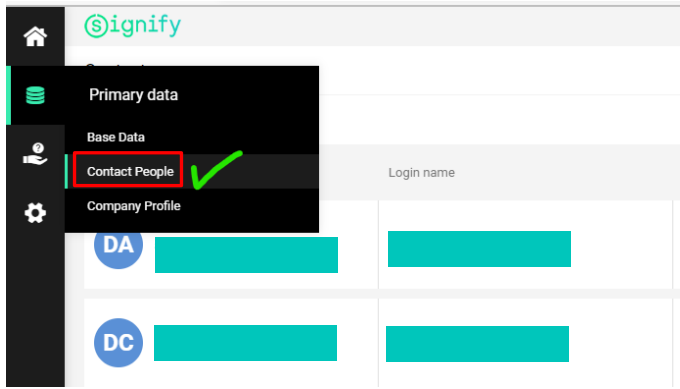 Signify
Primary data
Base Data
Contact People
Login name
Company Profile
DA
DC